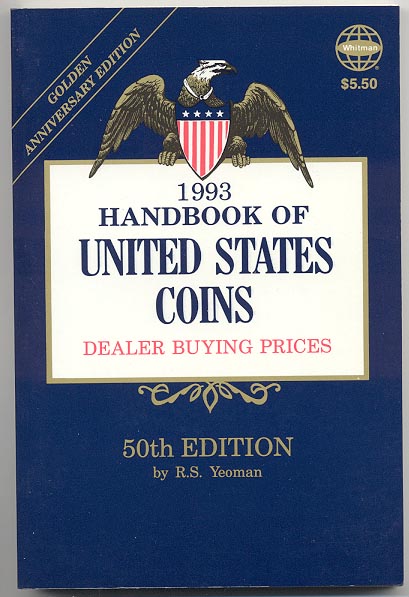 GOLDEN
ANNIVERSARY EDITION
Whitman
$5.50
1993
HANDBOOK OF
UNITED STATES
COINS
DEALER BUYING PRICES
50th EDITION
by R.S. Yeoman